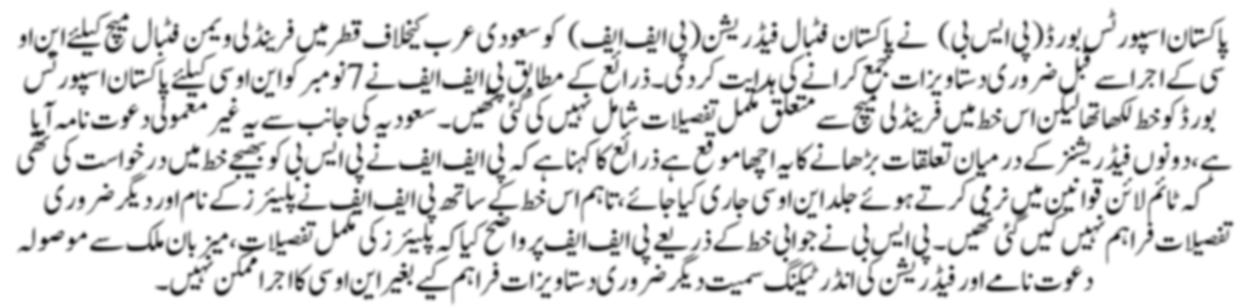 پاکستان اسپورٹس بورڈ (پی ایس بی) نے پاکستان فٹبال فیڈریشن (پی ایف ایف) کو سعودی عرب کیخلاف قطر میں فرینڈلی ویمن فٹبال میچ کیلئے این او
سی کے اجرا سے قبل ضروری دستاویزات جمع کرانے کی ہدایت کردی۔ ذرائع کے مطابق پی ایف ایف نے 7 نومبر کو این او سی کیلئے پاکستان اسپورٹس
بورڈ کو خط لکھا تھا لیکن اس خط میں فرینڈلی میچ سے متعلق مکمل تفصیلات شامل نہیں کی گئی تھیں۔ سعودیہ کی جانب سے یہ غیر معمولی دعوت نامہ آیا
ہے، دونوں فیڈریشنز کے درمیان تعلقات بڑھانے کا یہ اچھا موقع ہے ذرائع کا کہنا ہے کہ پی ایف ایف نے پی ایس بی کو بھیجے خط میں درخواست کی تھی
کہ ٹائم لائن قوانین میں نرمی کرتے ہوئے جلد این او سی جاری کیا جائے، تاہم اس خط کے ساتھ پی ایف ایف نے پلیئرز کے نام اور دیگر ضروری
تفصیلات فراہم نہیں کیں گئی تھیں۔ پی ایس بی نے جوابی خط کے ذریعے پی ایف ایف پر واضح کیا کہ پلیئرز کی مکمل تفصیلات، میزبان ملک سے موصولہ
دعوت نامے اور فیڈریشن کی انڈر ٹیکنگ سمیت دیگر ضروری دستاویزات فراہم کیے بغیر این او سی کا اجرا ممکن نہیں۔